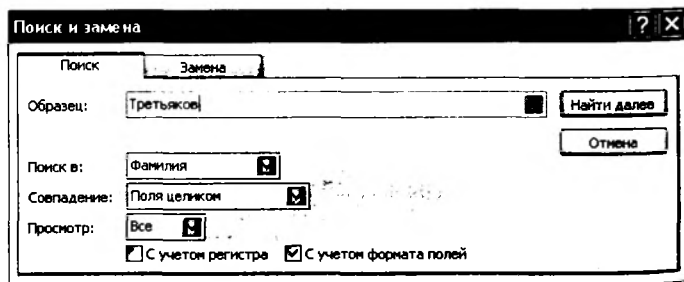 Поиск и замена
Поиск Замена
Образец: Третьяков Найти далее
Отмена
Поиск в: Фамилия
Совпадение: Поля целиком
Просмотр: Все
С учетом регистра С учетом формата полей